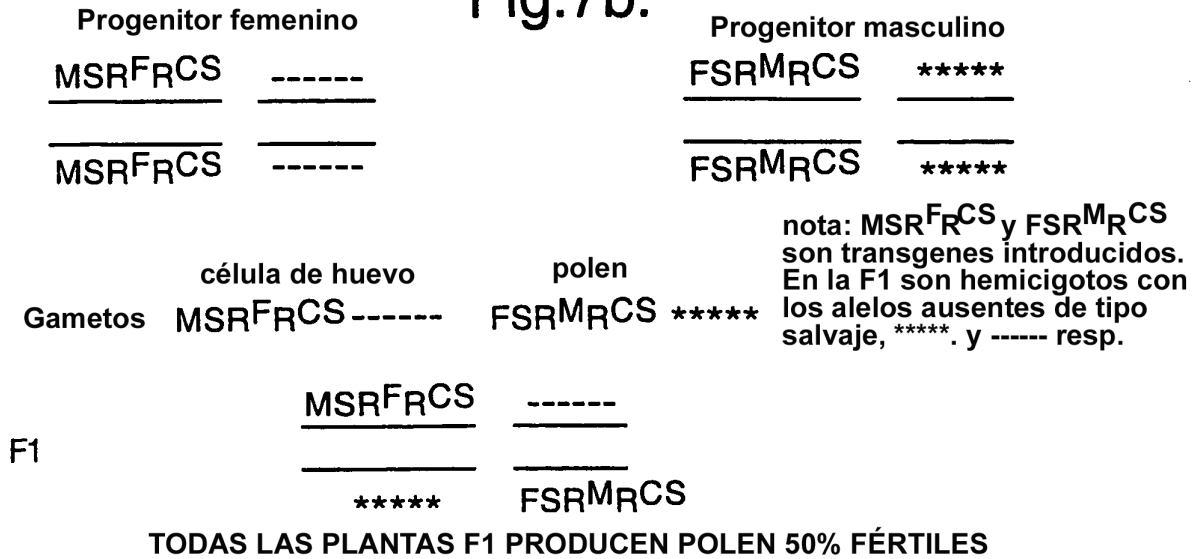 Fig.7b.
Progenitor femenino Progenitor masculino
MSRFRCS ------ FSRMRCS *****
MSRFRCS ------ FSRMRCS *****
nota: MSRFRCS y FSRMRCS
son transgenes introducidos.
En la F1 son hemicigotos con
los alelos ausentes de tipo
salvaje, *****. y ------ resp.
célula de huevo polen
Gametos MSRFRCS------ FSRMRCS *****
MSRFRCS ------
F1
***** FSRMRCS
TODAS LAS PLANTAS F1 PRODUCEN POLEN 50% FÉRTILES